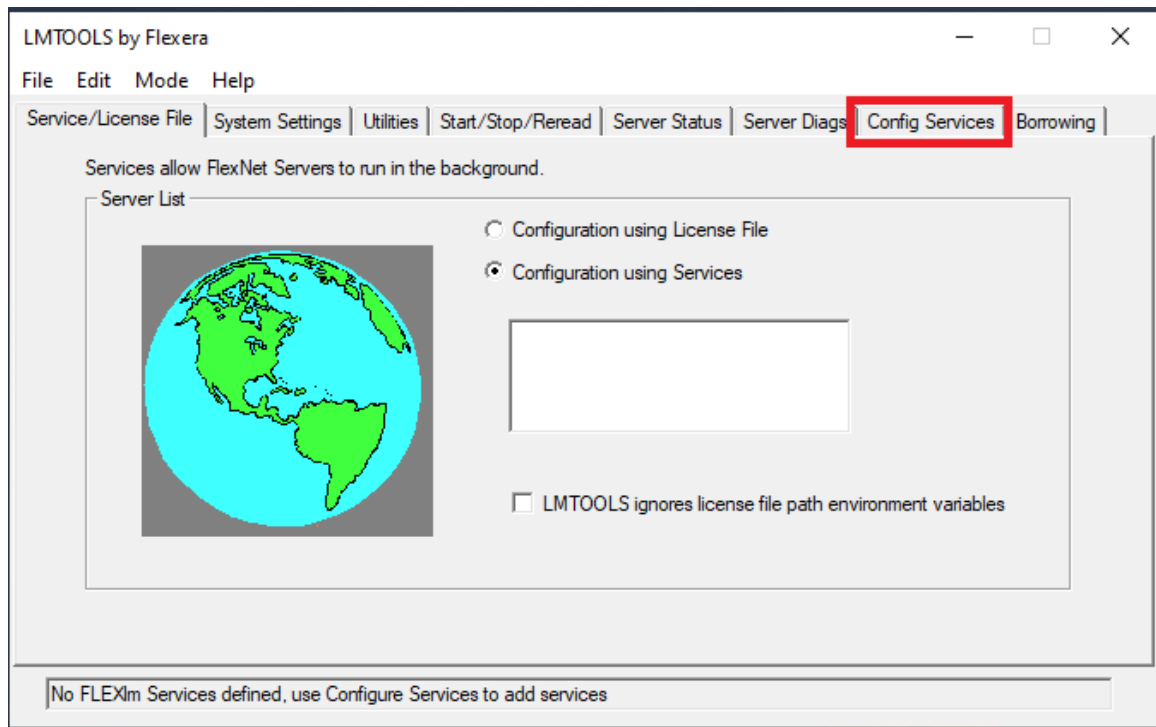 LMTOOLS by Flexera
File Edit Mode Help
Service/License File System Settings Utilities Start/Stop/Reread Server Status Server Diags Config Services Borrowing
Services allow FlexNet Servers to run in the background.
Server List
Configuration using License File
Configuration using Services
LMTOOLS ignores license file path environment variables
No FLEXlm Services defined, use Configure Services to add services